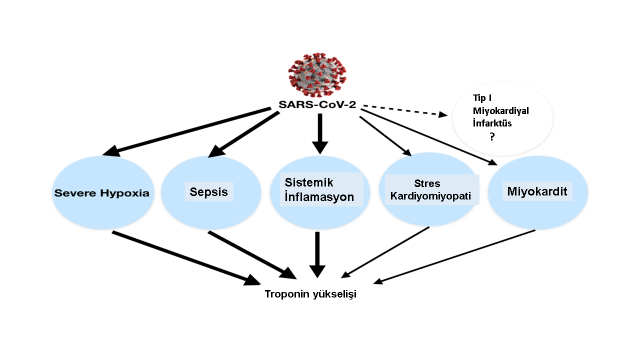 SARS-CoV-2
Tip I
Miyokardiyal
İnfarktüs
?
Severe Hypoxia
Sepsis
Sistemik
İnflamasyon
Stres
Kardiyomiyopati
Miyokardit
Troponin yükselişi